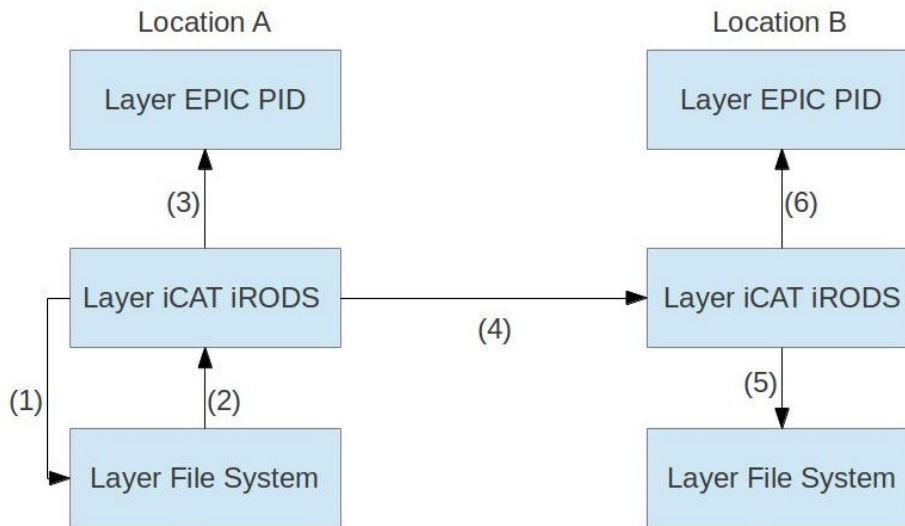 Location A
Location B
Layer EPIC PID
Layer EPIC PID
(3)
(6)
Layer iCAT iRODS
Layer iCAT iRODS
(4)
(1)
(2)
(5)
Layer File System
Layer File System